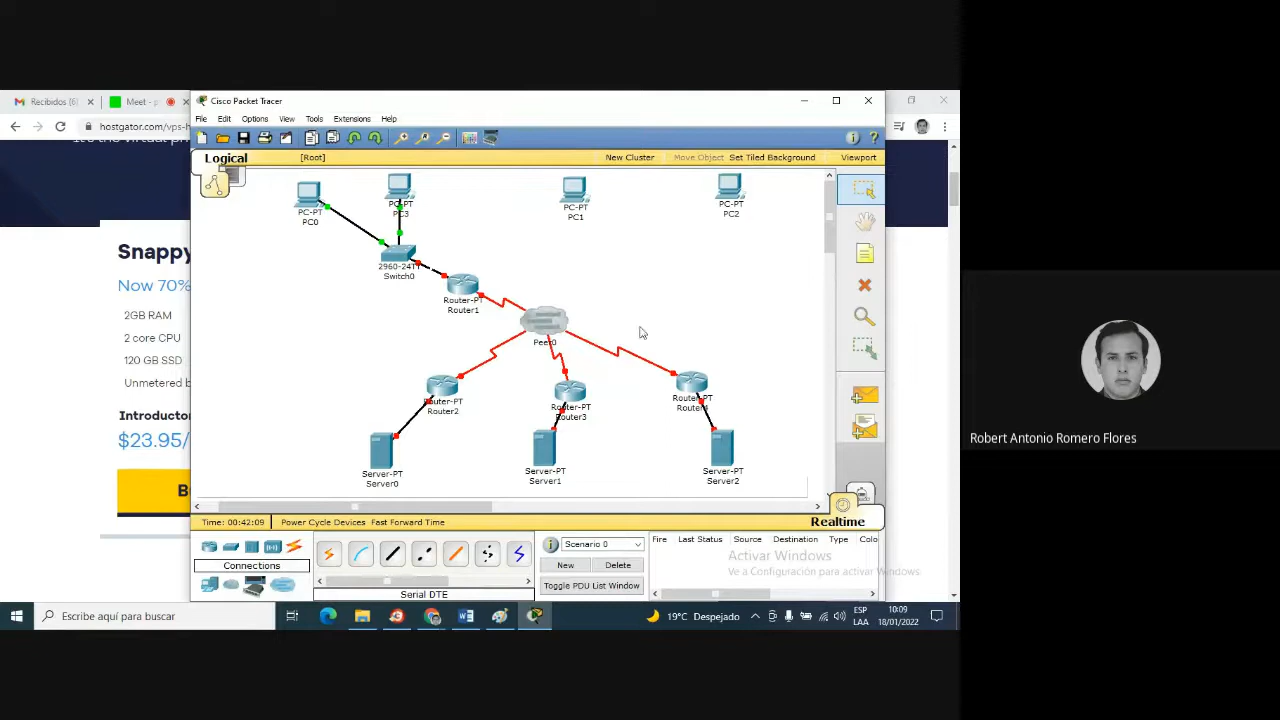 Recibidos (6)
Meet - p
hostgator.com/vps-h
Cisco Packet Tracer
File Edit Options View Tools Extensions Help
Logical
[Root]
New Cluster
Move Object
Set Tiled Background
Viewport
PC-PT
PC0
PC-PT
PC3
PC-PT
PC1
PC-PT
PC2
2960-24TT
Switch0
Router-PT
Router1
Peer0
Router-PT
Router2
Router-PT
Router3
Router-PT
Router4
Server-PT
Server0
Server-PT
Server1
Server-PT
Server2
Snappy
Now 70%
2GB RAM
2 core CPU
120 GB SSD
Unmetered b
Introductor
$23.95/
B
Time: 00:42:09
Power Cycle Devices Fast Forward Time
Realtime
Connections
Serial DTE
Scenario 0
New
Delete
Toggle PDU List Window
Fire Last Status Source Destination Type Colo
Activar Windows
Ve a Configuración para activar Windows
Escribe aquí para buscar
19°C Despejado
ESP
LAA
10:09
18/01/2022
Robert Antonio Romero Flores